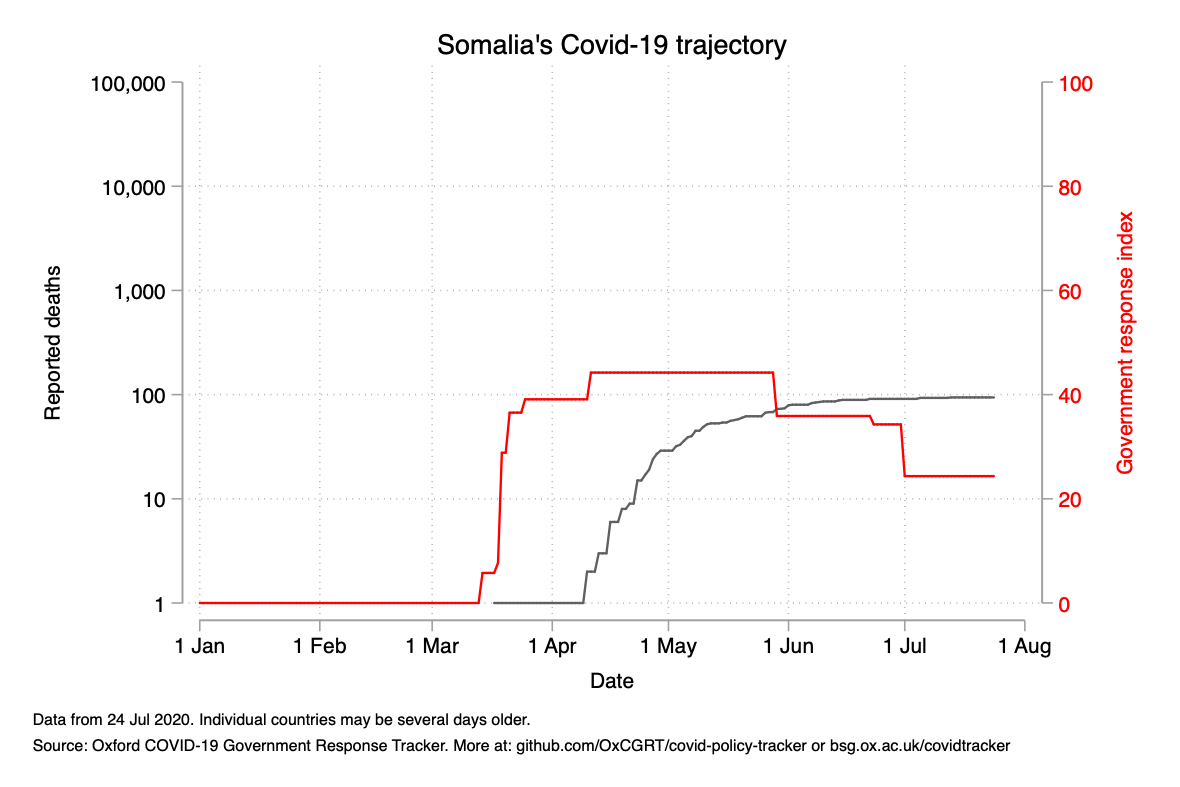 Somalia's Covid-19 trajectory
100,000
10,000
1,000
100
10
1
Reported deaths
100
80
60
40
20
0
Government response index
1 Jan 1 Feb 1 Mar 1 Apr 1 May 1 Jun 1 Jul 1 Aug
Date
Data from 24 Jul 2020. Individual countries may be several days older.
Source: Oxford COVID-19 Government Response Tracker. More at: github.com/OxCGRT/covid-policy-tracker or bsg.ox.ac.uk/covidtracker